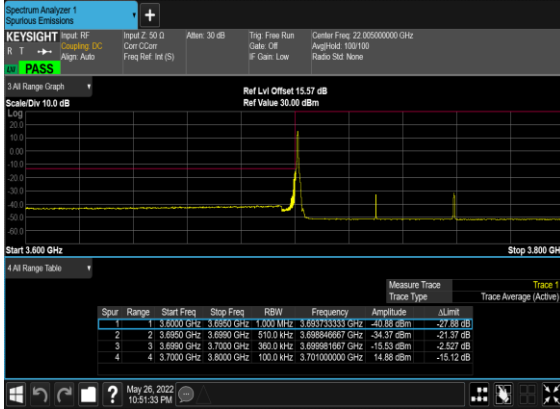 Spectrum Analyzer 1
Spurious Emissions
KEYSIGHT Input: RF Input Z: 50 Ω Atten: 30 dB Trig: Free Run Center Freq: 22.005000000 GHz
R T Coupling: DC Corr CCorr Gate: Off Avg|Hold: 100/100
Align: Auto Freq Ref: Int (S) IF Gain: Low Radio Std: None
PASS
3 All Range Graph
Ref Lvl Offset 15.57 dB
Scale/Div 10.0 dB Ref Value 30.00 dBm
Log
20.0
10.0
0.00
-10.0
-20.0
-30.0
-40.0
-50.0
-60.0
Start 3.600 GHz Stop 3.800 GH
4 All Range Table
Measure Trace Trace 1
Trace Type Trace Average (Active)
Spur Range Start Freq Stop Freq RBW Frequency Amplitude ΔLimit
1 1 3.6000 GHz 3.6950 GHz 1.000 MHz 3.693733333 GHz -40.88 dBm -27.88 dB
2 2 3.6950 GHz 3.6990 GHz 510.0 kHz 3.698846667 GHz -34.37 dBm -21.37 dB
3 3 3.6990 GHz 3.7000 GHz 360.0 kHz 3.699981667 GHz -15.53 dBm -2.527 dB
4 4 3.7000 GHz 3.8000 GHz 100.0 kHz 3.701000000 GHz 14.88 dBm -15.12 dB
May 26, 2022
10:51:33 PM